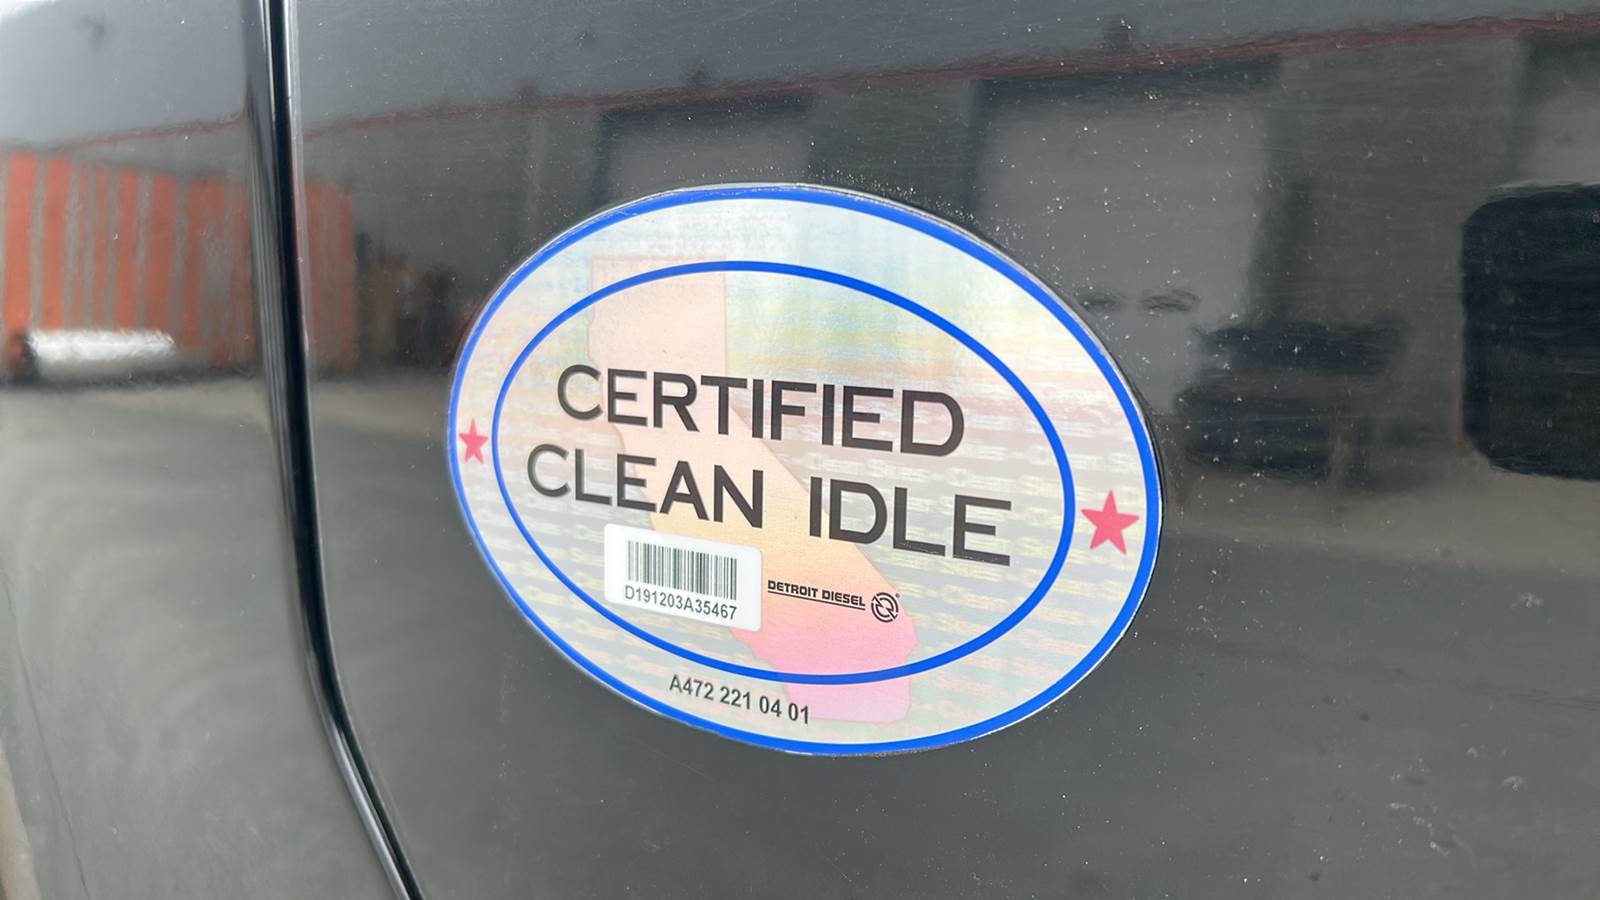 CERTIFIED
CLEAN IDLE
D191203A35467
DETROIT DIESEL ®
A472 221 04 01